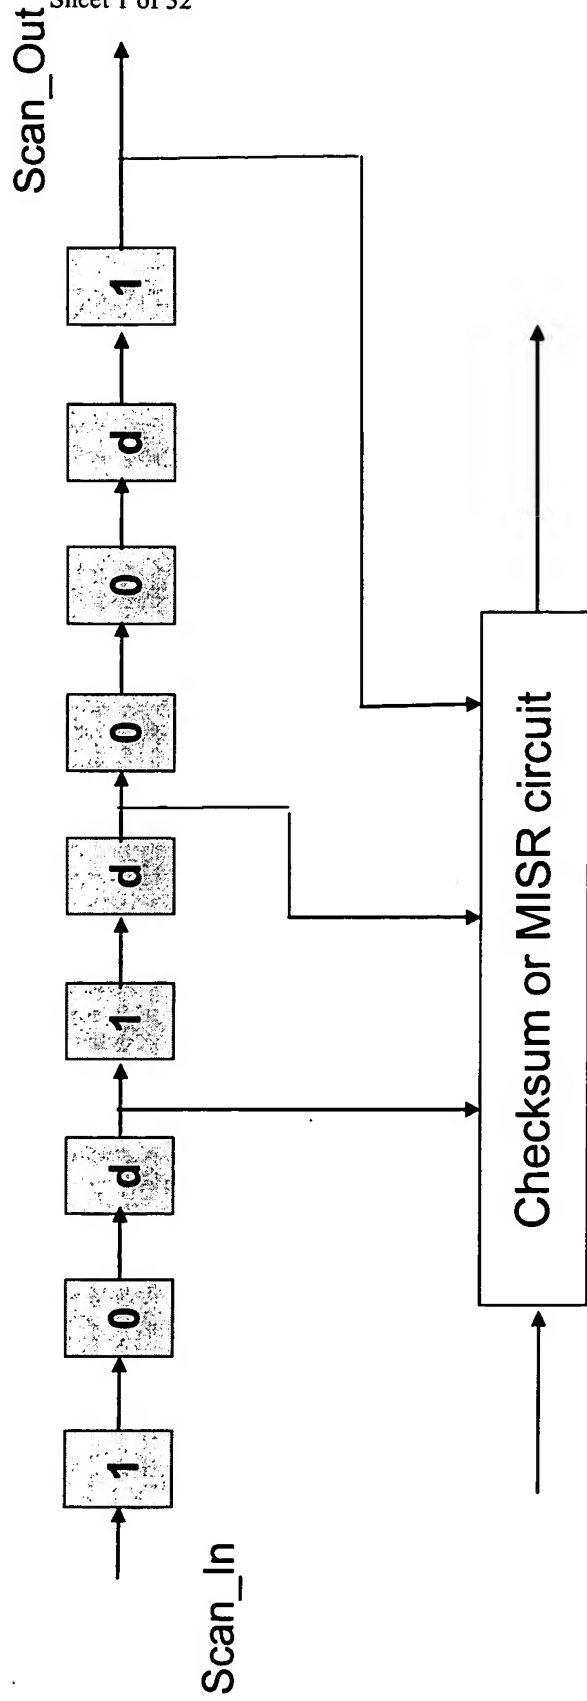 Sheet 1 of 32
Scan_In
1
0
d
1
d
0
0
d
1
Scan_Out
Checksum or MISR circuit